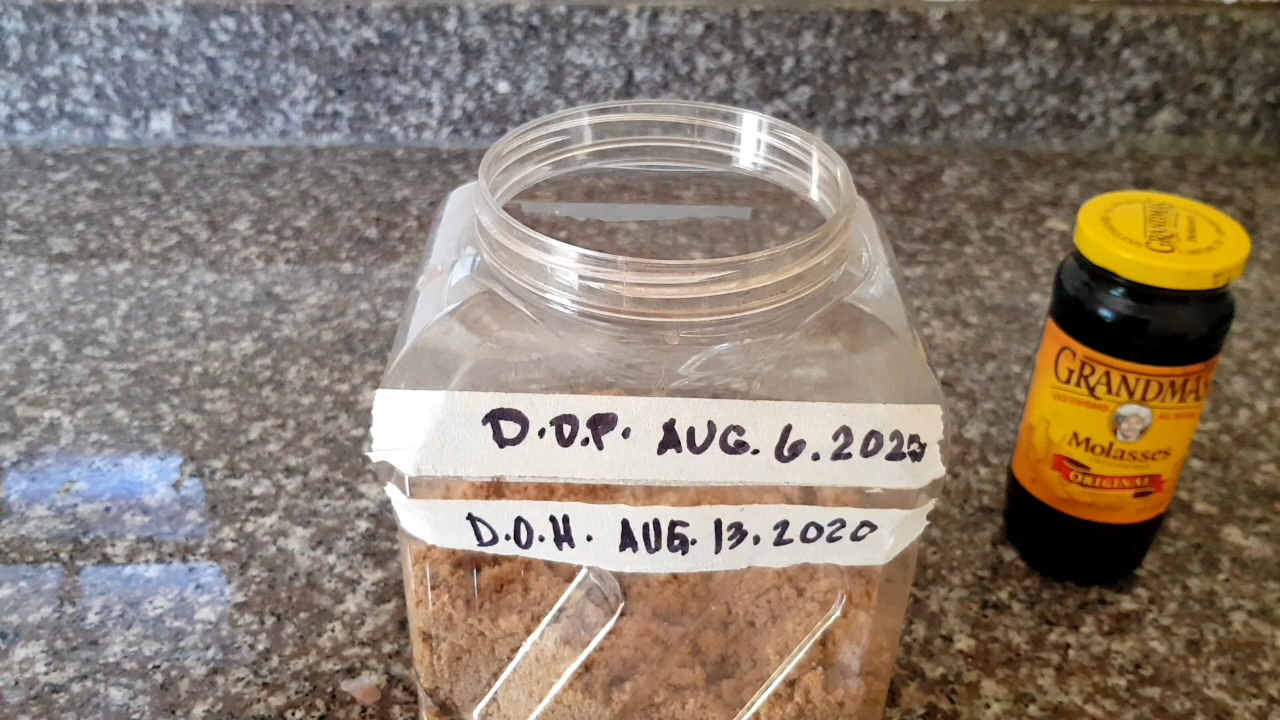 D.O.P. AUG. 6. 2020
D.O.H. AUG. 13. 2020
GRANDMA'S
Molasses
ORIGINAL